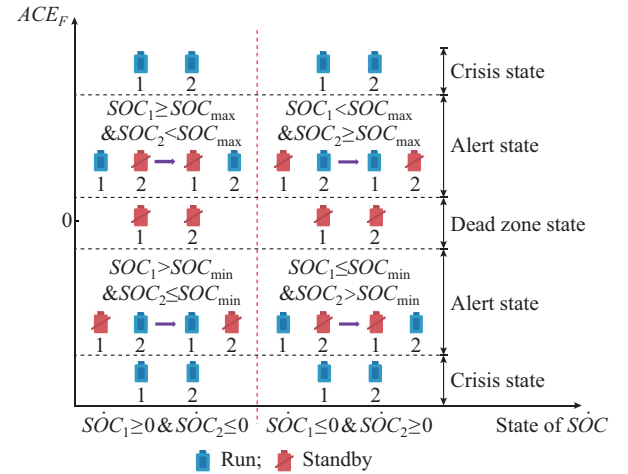 ACE_F
1 2 1 2
Crisis state
SOC_1≥SOC_max SOC_1<SOC_max
&SOC_2<SOC_max &SOC_2≥SOC_max
Alert state
1 2 1 2 1 2 1 2
0
1 2 1 2
Dead zone state
SOC_1>SOC_min SOC_1≤SOC_min
&SOC_2≤SOC_min &SOC_2>SOC_min
Alert state
1 2 1 2 1 2 1 2
Crisis state
1 2 1 2
SȮC_1≥0 & SȮC_2≤0 SȮC_1≤0 & SȮC_2≥0 State of SȮC
Run; Standby